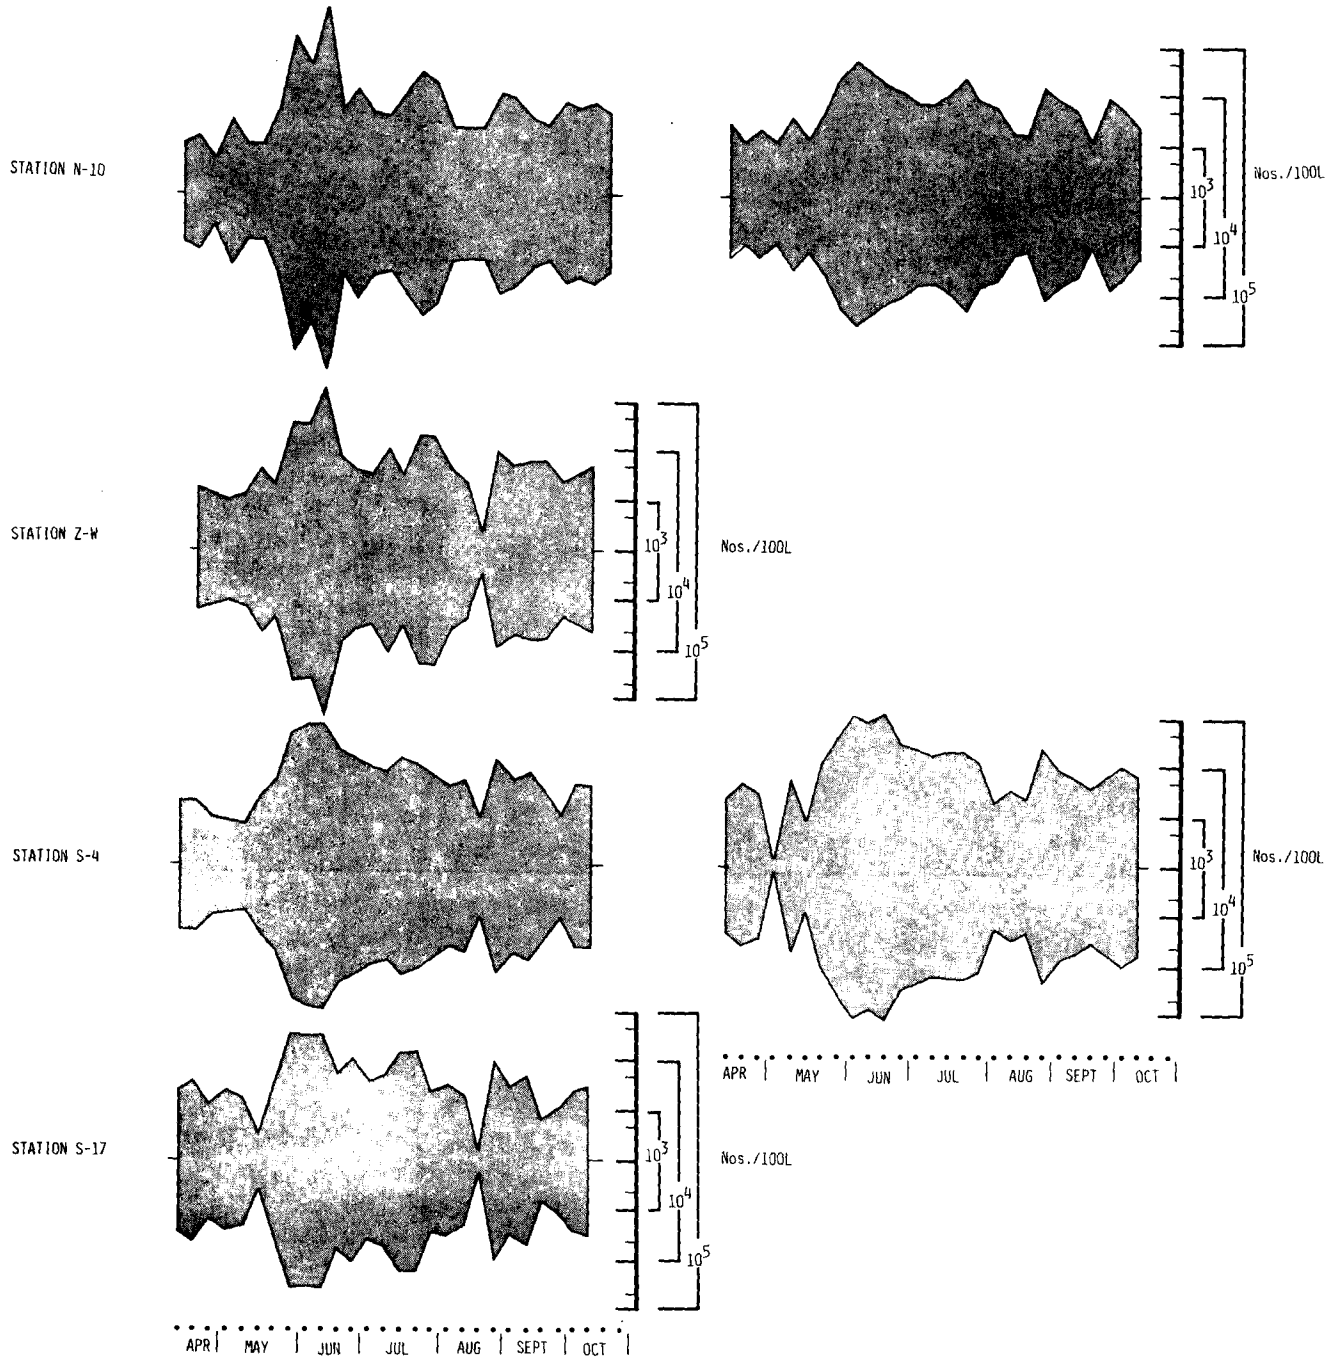 STATION N-10
10³
10⁴
10⁵
Nos./100L
STATION Z-W
10³
10⁴
10⁵
Nos./100L
STATION S-4
10³
10⁴
10⁵
Nos./100L
APR | MAY | JUN | JUL | AUG | SEPT | OCT |
STATION S-17
10³
10⁴
10⁵
Nos./100L
APR | MAY | JUN | JUL | AUG | SEPT | OCT |